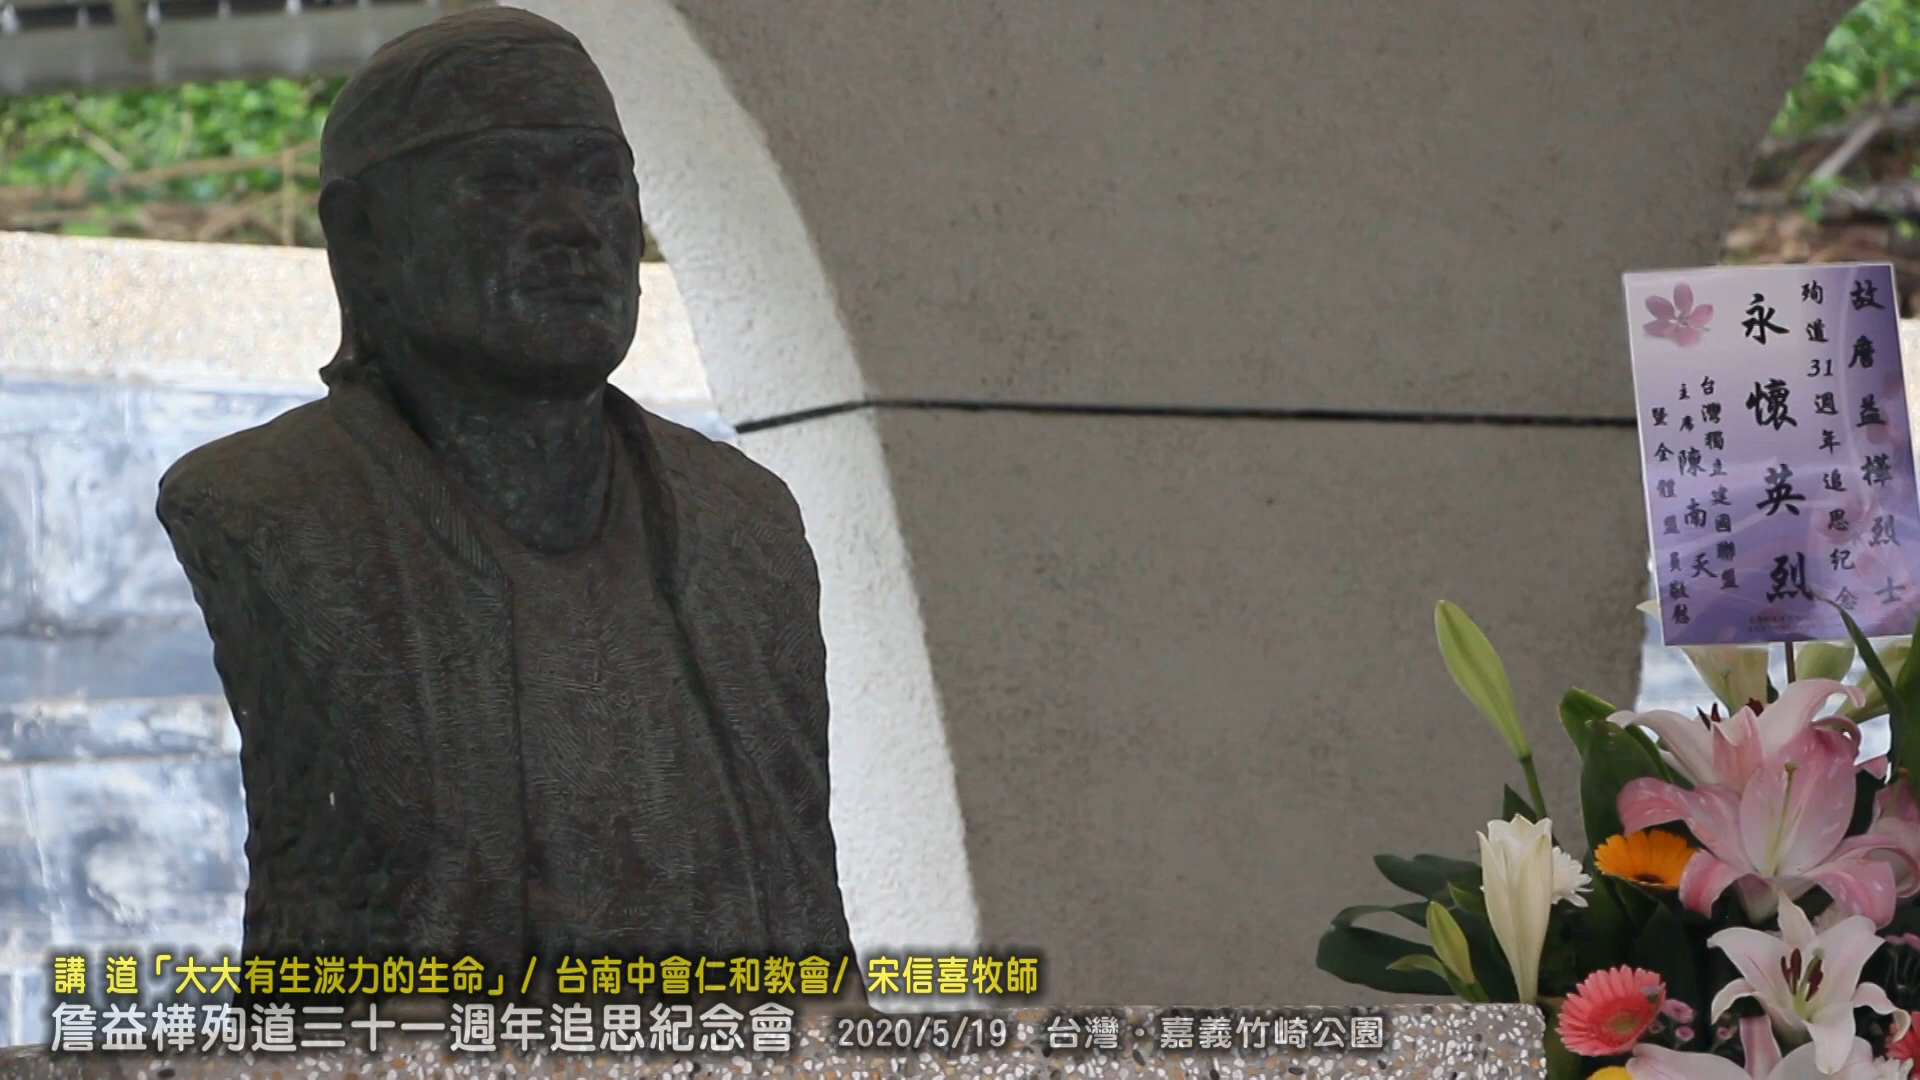 故詹益樺烈士
殉道31週年追思紀念
永懷英烈
台灣獨立建國聯盟
主席陳南天
暨全體盟員敬慰
講 道「大大有生湠力的生命」/ 台南中會仁和教會/ 宋信喜牧師
詹益樺殉道三十一週年追思紀念會 2020/5/19 台灣‧嘉義竹崎公園